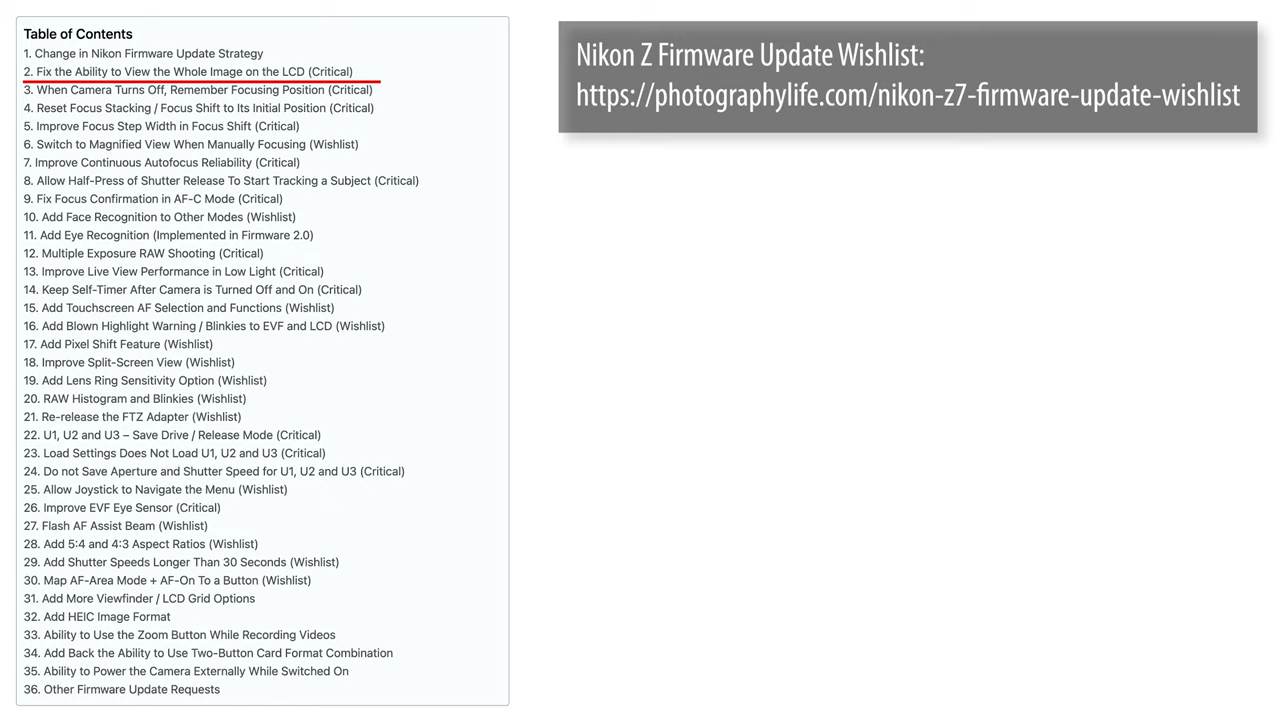 Table of Contents
1. Change in Nikon Firmware Update Strategy
2. Fix the Ability to View the Whole Image on the LCD (Critical)
3. When Camera Turns Off, Remember Focusing Position (Critical)
4. Reset Focus Stacking / Focus Shift to Its Initial Position (Critical)
5. Improve Focus Step Width in Focus Shift (Critical)
6. Switch to Magnified View When Manually Focusing (Wishlist)
7. Improve Continuous Autofocus Reliability (Critical)
8. Allow Half-Press of Shutter Release To Start Tracking a Subject (Critical)
9. Fix Focus Confirmation in AF-C Mode (Critical)
10. Add Face Recognition to Other Modes (Wishlist)
11. Add Eye Recognition (Implemented in Firmware 2.0)
12. Multiple Exposure RAW Shooting (Critical)
13. Improve Live View Performance in Low Light (Critical)
14. Keep Self-Timer After Camera is Turned Off and On (Critical)
15. Add Touchscreen AF Selection and Functions (Wishlist)
16. Add Blown Highlight Warning / Blinkies to EVF and LCD (Wishlist)
17. Add Pixel Shift Feature (Wishlist)
18. Improve Split-Screen View (Wishlist)
19. Add Lens Ring Sensitivity Option (Wishlist)
20. RAW Histogram and Blinkies (Wishlist)
21. Re-release the FTZ Adapter (Wishlist)
22. U1, U2 and U3 – Save Drive / Release Mode (Critical)
23. Load Settings Does Not Load U1, U2 and U3 (Critical)
24. Do not Save Aperture and Shutter Speed for U1, U2 and U3 (Critical)
25. Allow Joystick to Navigate the Menu (Wishlist)
26. Improve EVF Eye Sensor (Critical)
27. Flash AF Assist Beam (Wishlist)
28. Add 5:4 and 4:3 Aspect Ratios (Wishlist)
29. Add Shutter Speeds Longer Than 30 Seconds (Wishlist)
30. Map AF-Area Mode + AF-On To a Button (Wishlist)
31. Add More Viewfinder / LCD Grid Options
32. Add HEIC Image Format
33. Ability to Use the Zoom Button While Recording Videos
34. Add Back the Ability to Use Two-Button Card Format Combination
35. Ability to Power the Camera Externally While Switched On
36. Other Firmware Update Requests
Nikon Z Firmware Update Wishlist:
https://photographylife.com/nikon-z7-firmware-update-wishlist